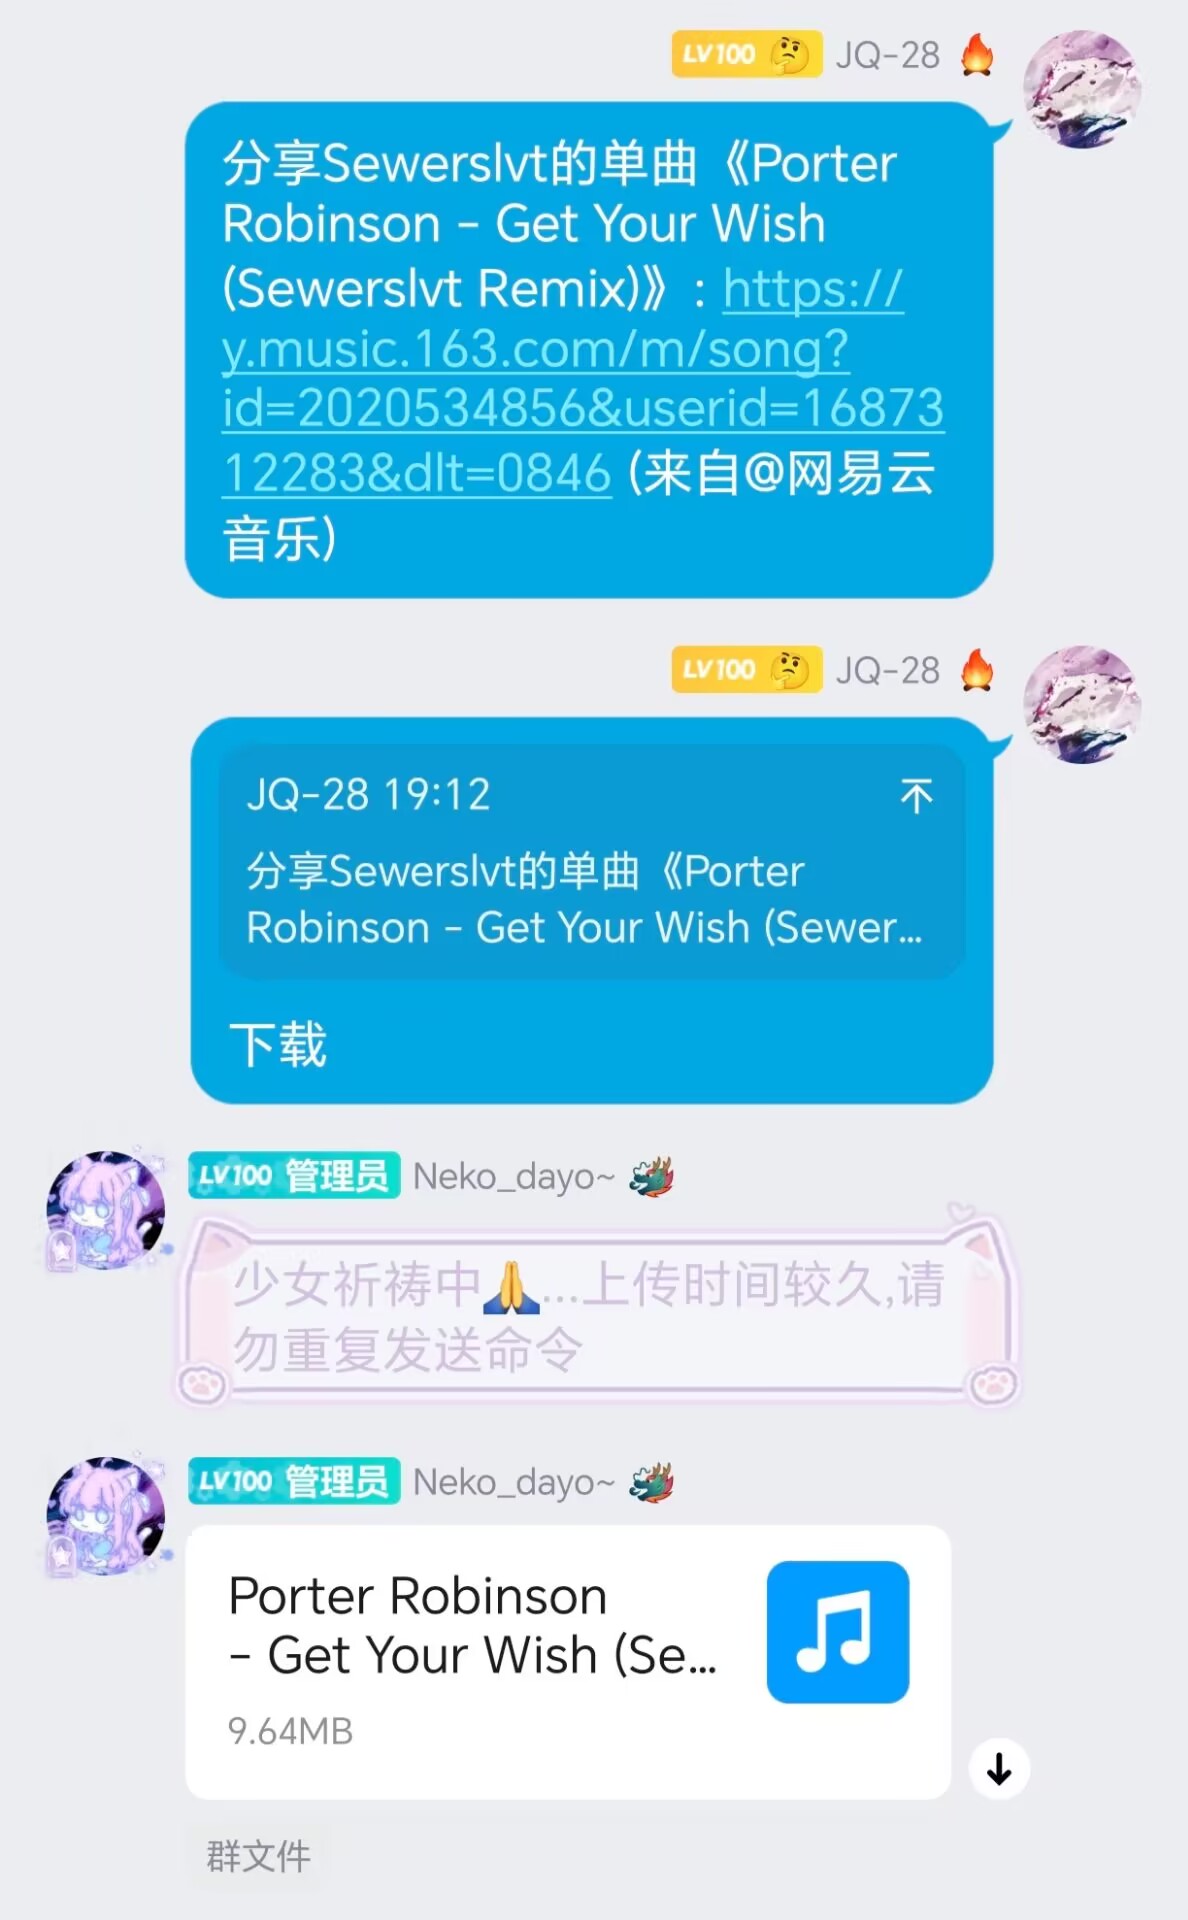 LV100 🤔 JQ-28 🔥
分享Sewerslvt的单曲《Porter
Robinson - Get Your Wish
(Sewerslvt Remix)》: https://
y.music.163.com/m/song?
id=2020534856&userid=16873
12283&dlt=0846 (来自@网易云
音乐)
LV100 🤔 JQ-28 🔥
JQ-28 19:12
分享Sewerslvt的单曲《Porter
Robinson - Get Your Wish (Sewer...
下载
LV100 管理员 Neko_dayo~ 🐲
少女祈祷中🙏...上传时间较久,请
勿重复发送命令
LV100 管理员 Neko_dayo~ 🐲
Porter Robinson
- Get Your Wish (Se...
9.64MB
群文件